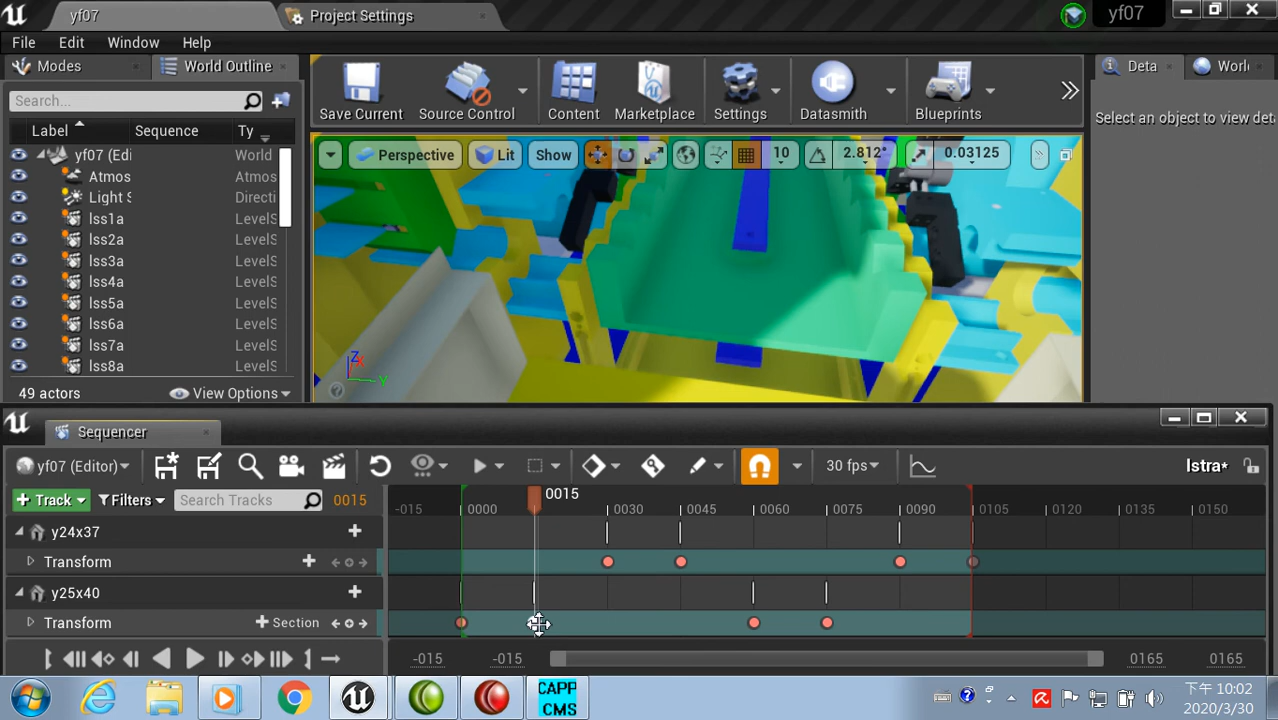 yf07
Project Settings
yf07
File Edit Window Help
Modes
World Outline
Search...
Label Sequence Ty
yf07 (Edi World
Atmos Atmos
Light S Directi
lss1a LevelS
lss2a LevelS
lss3a LevelS
lss4a LevelS
lss5a LevelS
lss6a LevelS
lss7a LevelS
lss8a LevelS
49 actors View Options
Save Current Source Control Content Marketplace Settings Datasmith Blueprints
Perspective Lit Show 10 2.812° 0.03125
Z X Y
Deta Worl
Select an object to view deta
Sequencer
yf07 (Editor) 30 fps Istra*
Track Filters Search Tracks 0015
0015
-015 0000 0030 0045 0060 0075 0090 0105 0120 0135 0150
y24x37
Transform
y25x40
Transform Section
-015 -015 0165 0165
CAPP
CMS
下午 10:02
2020/3/30